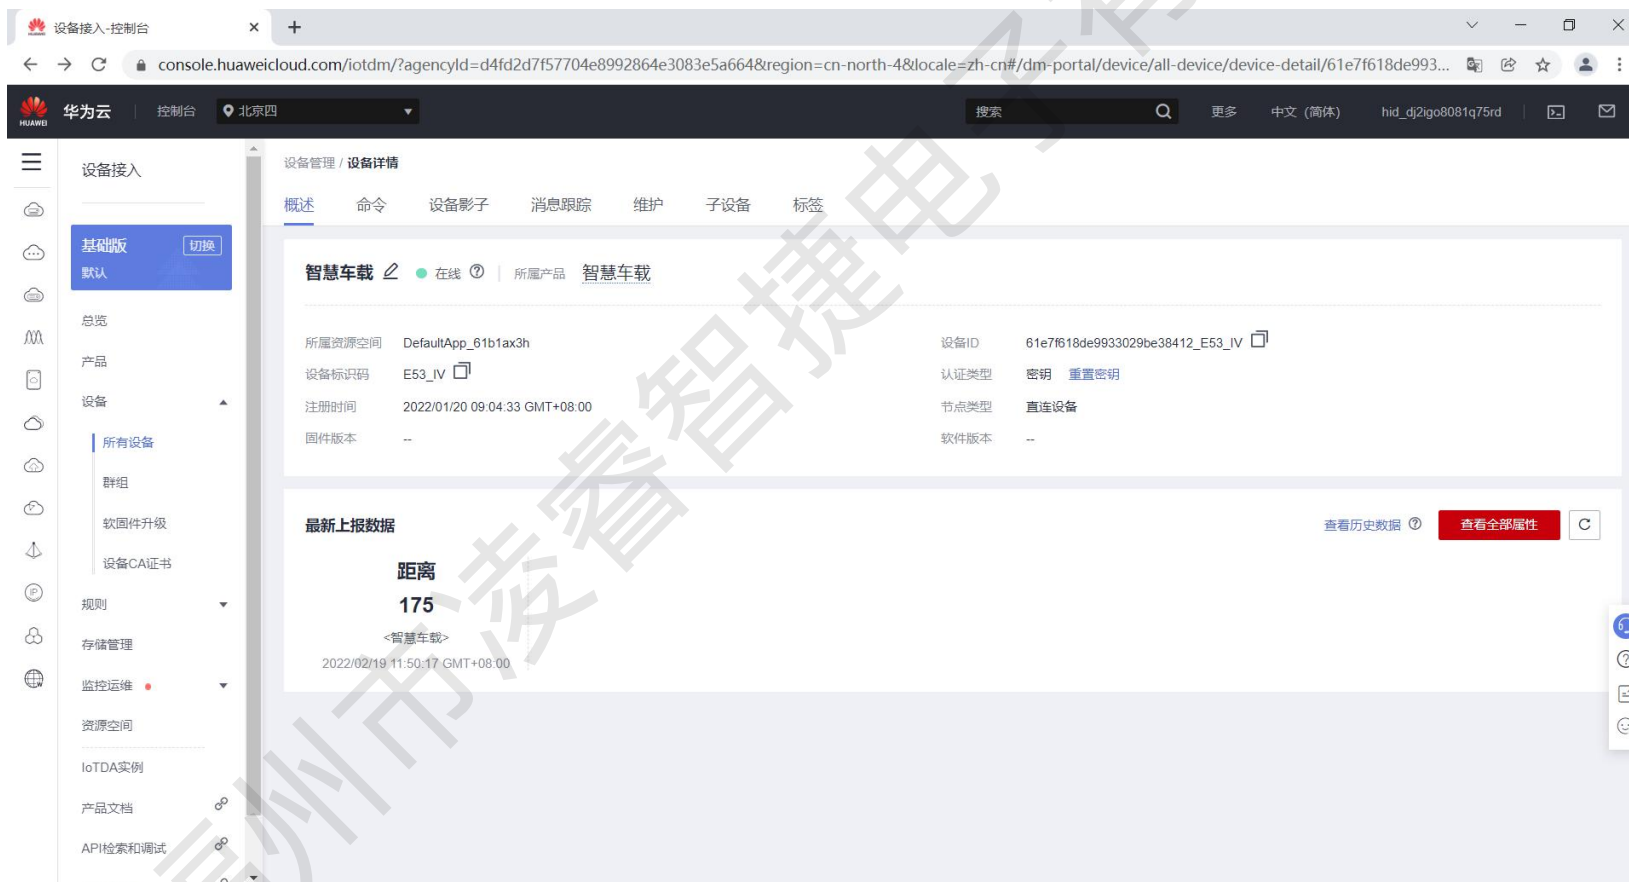 设备接入-控制台
console.huaweicloud.com/iotdm/?agencyId=d4fd2d7f57704e8992864e3083e5a664&region=cn-north-4&locale=zh-cn#/dm-portal/device/all-device/device-detail/61e7f618de993...
HUAWEI 华为云 控制台 北京四 搜索 更多 中文 (简体) hid_dj2igo8081q75rd
设备接入
基础版 切换
默认
总览
产品
设备
所有设备
群组
软固件升级
设备CA证书
规则
存储管理
监控运维
资源空间
IoTDA实例
产品文档
API检索和调试
设备管理 / 设备详情
概述 命令 设备影子 消息跟踪 维护 子设备 标签
智慧车载 在线 所属产品 智慧车载
所属资源空间 DefaultApp_61b1ax3h 设备ID 61e7f618de9933029be38412_E53_IV
设备标识码 E53_IV 认证类型 密钥 重置密钥
注册时间 2022/01/20 09:04:33 GMT+08:00 节点类型 直连设备
固件版本 -- 软件版本 --
最新上报数据 查看历史数据 查看全部属性
距离
175
<智慧车载>
2022/02/19 11:50:17 GMT+08:00
市凌睿智捷电子有